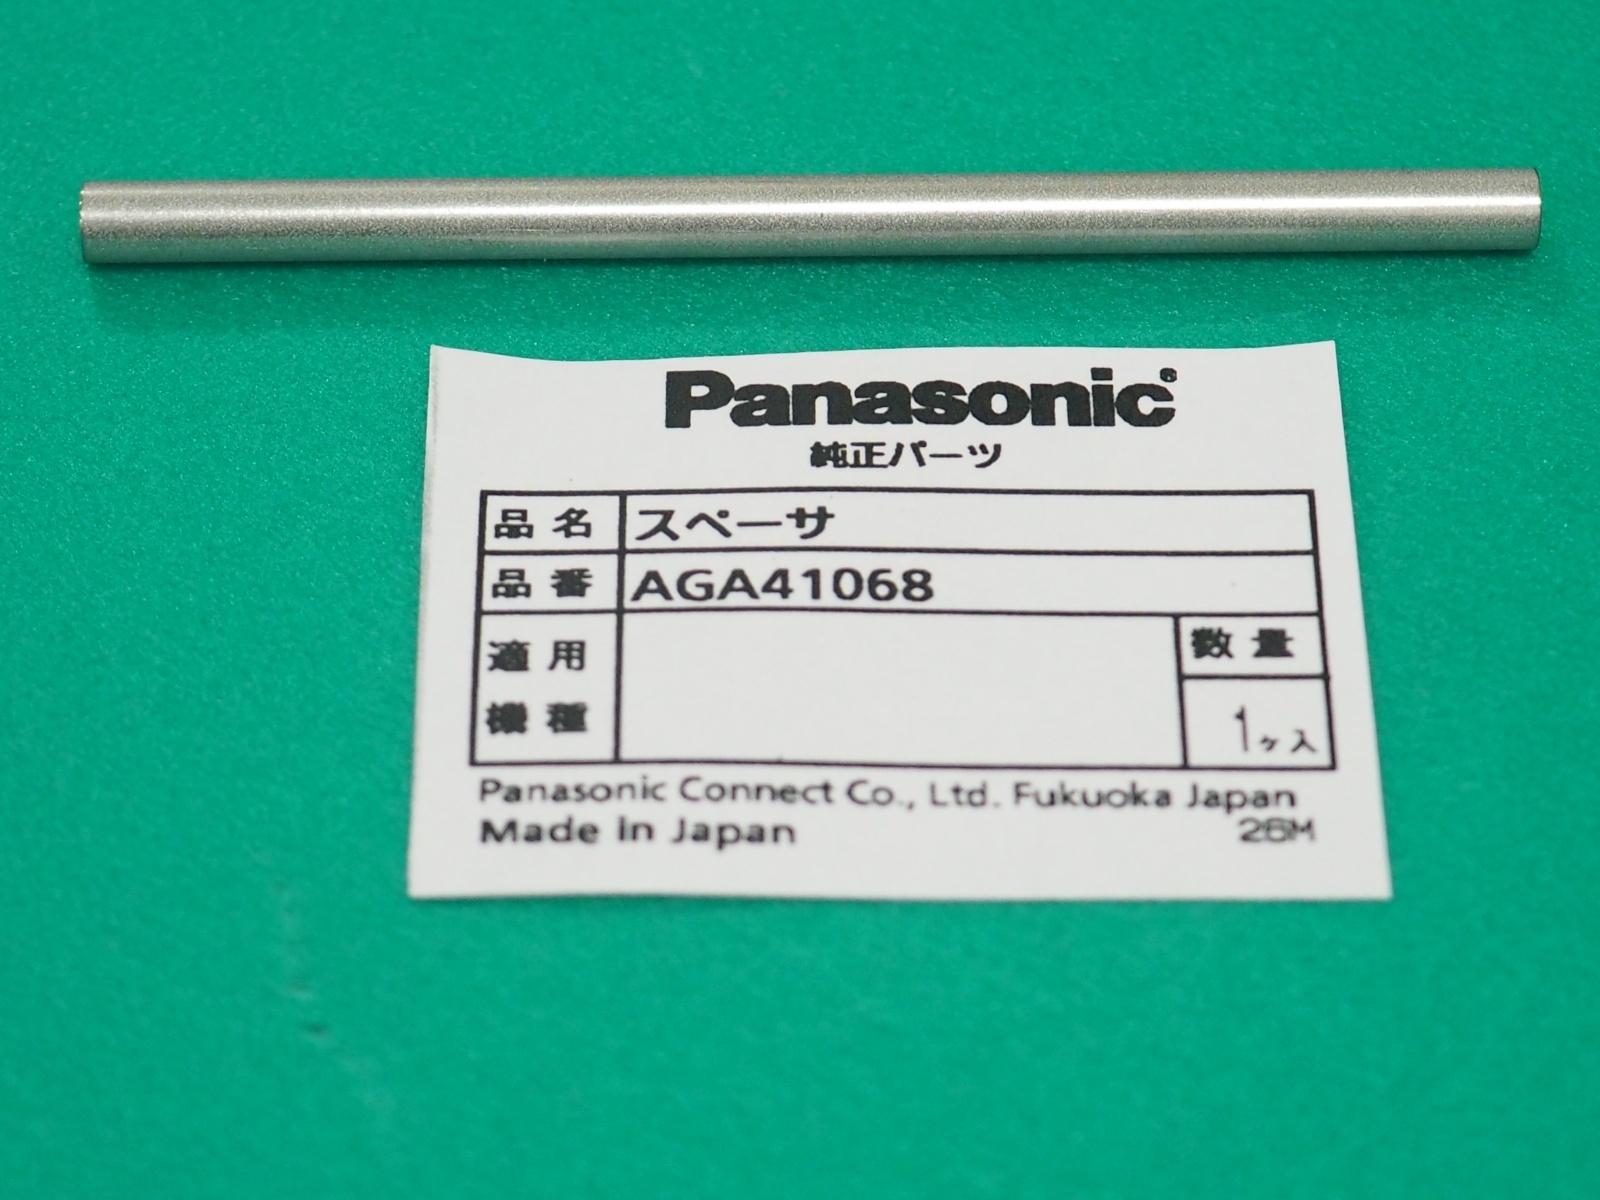 Panasonic®
純正パーツ
品名 スペーサ
品番 AGA41068
適用機種
数量
1ヶ入
Panasonic Connect Co., Ltd. Fukuoka Japan
Made In Japan
26M